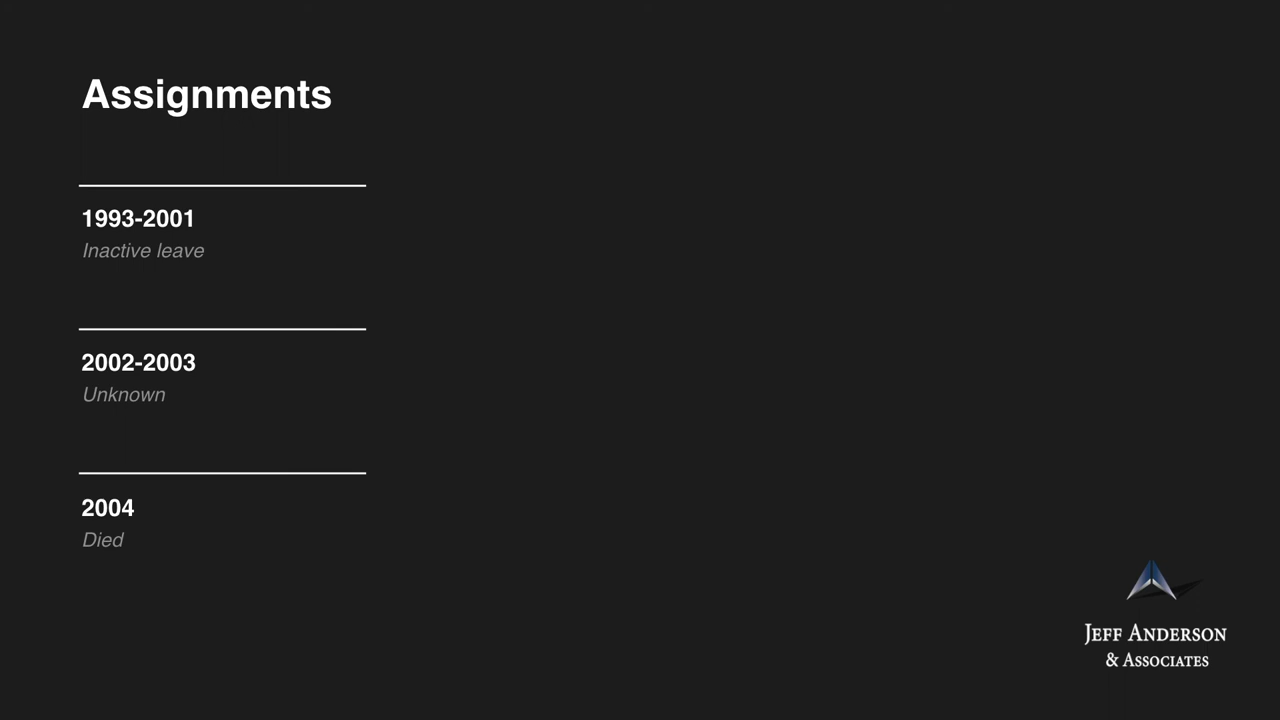 Assignments
1993-2001
Inactive leave
2002-2003
Unknown
2004
Died
JEFF ANDERSON
& ASSOCIATES